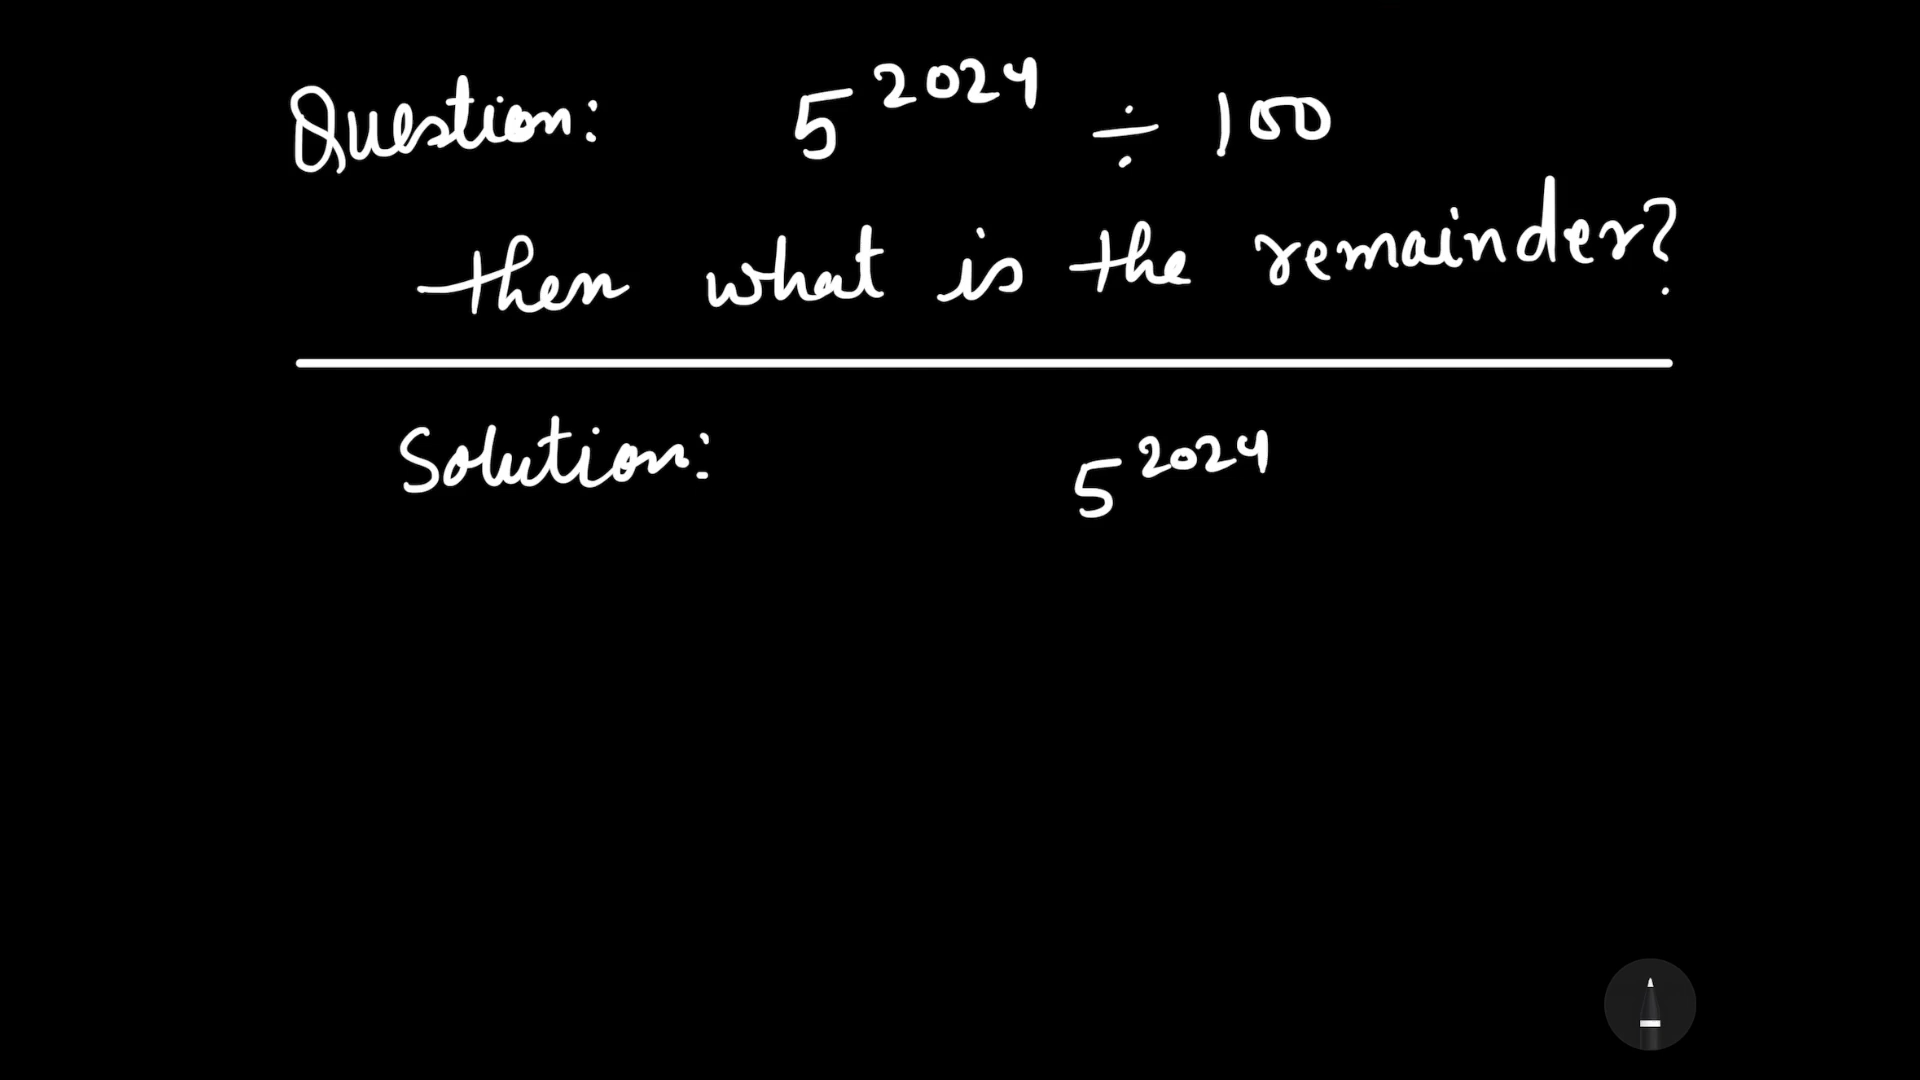 Question: 5^2024 ÷ 100
then what is the remainder?
Solution: 5^2024